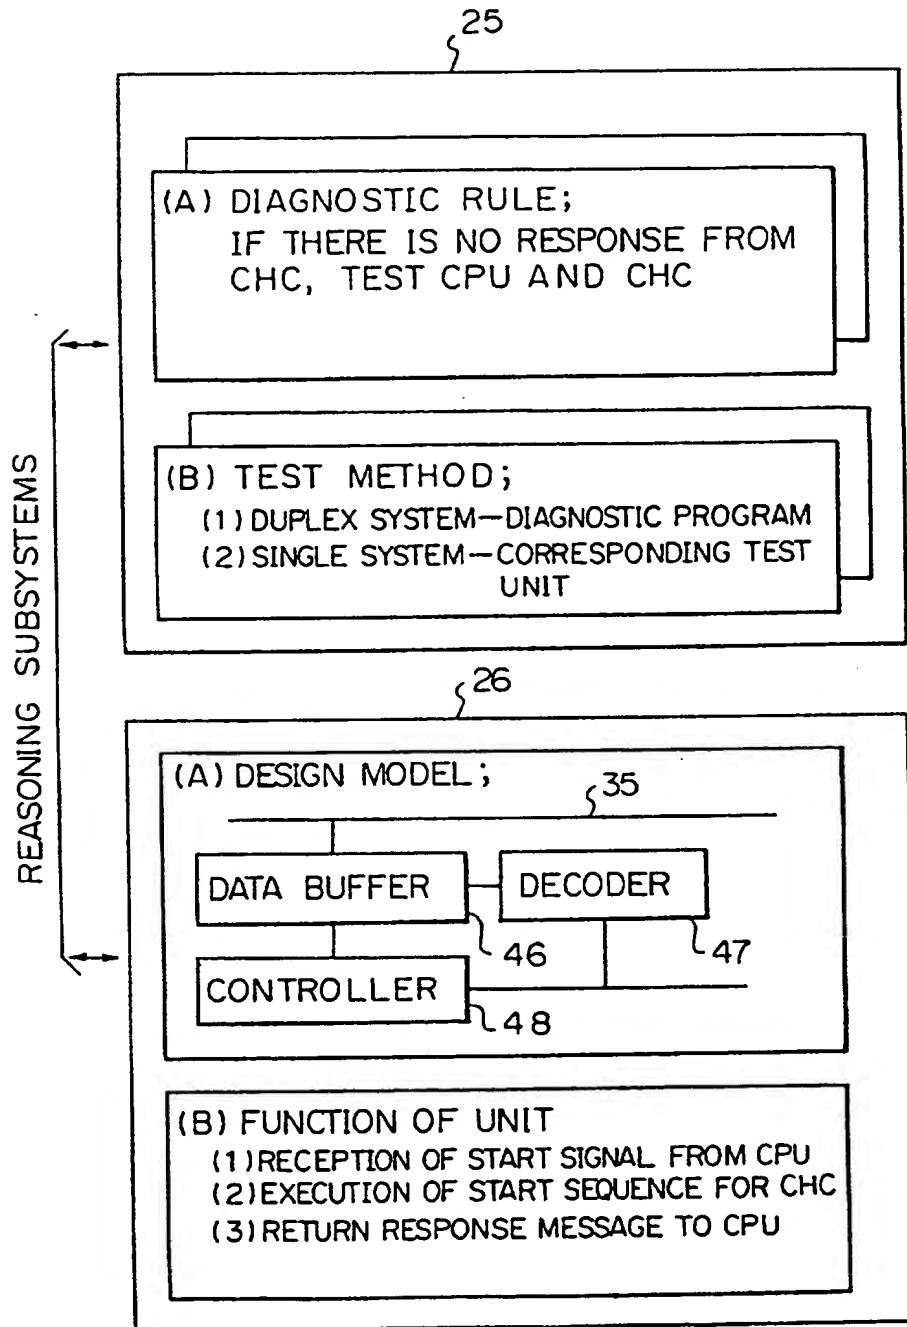 25
(A) DIAGNOSTIC RULE;
IF THERE IS NO RESPONSE FROM
CHC, TEST CPU AND CHC
(B) TEST METHOD;
(1) DUPLEX SYSTEM—DIAGNOSTIC PROGRAM
(2) SINGLE SYSTEM—CORRESPONDING TEST
UNIT
REASONING SUBSYSTEMS
26
(A) DESIGN MODEL;
35
DATA BUFFER
DECODER
46
47
CONTROLLER
48
(B) FUNCTION OF UNIT
(1) RECEPTION OF START SIGNAL FROM CPU
(2) EXECUTION OF START SEQUENCE FOR CHC
(3) RETURN RESPONSE MESSAGE TO CPU